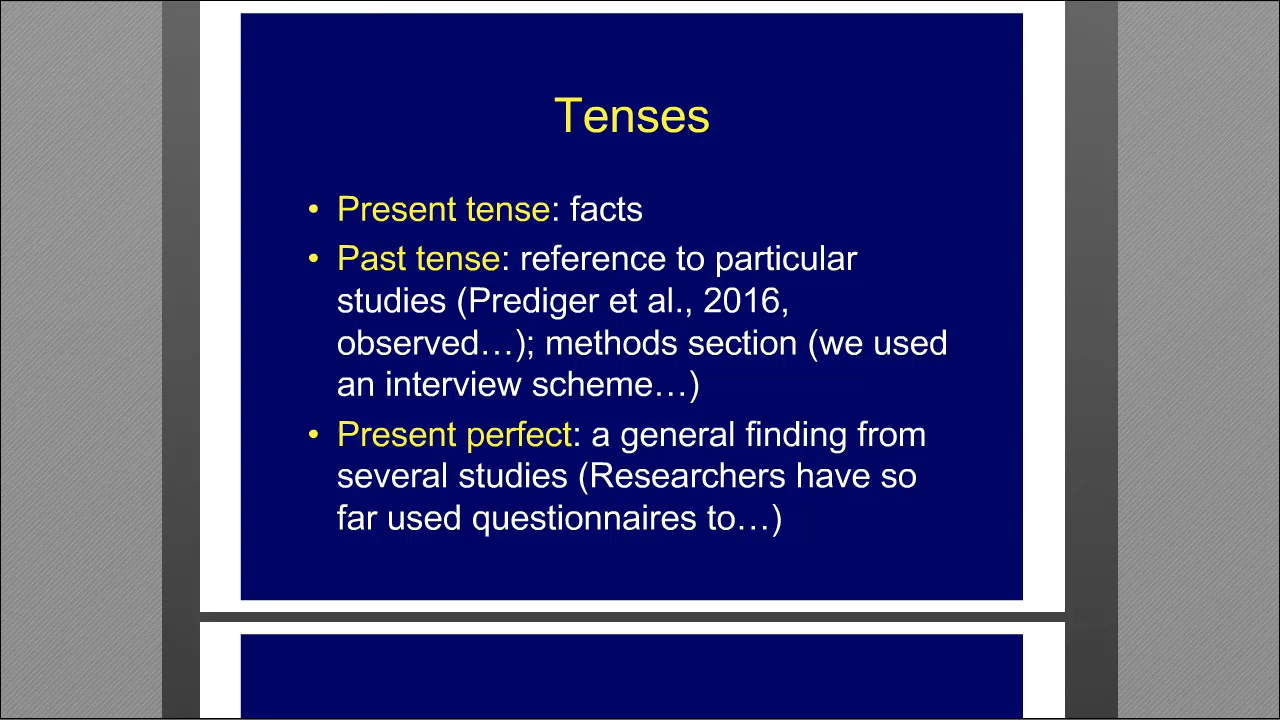 Tenses
• Present tense: facts
• Past tense: reference to particular
studies (Prediger et al., 2016,
observed…); methods section (we used
an interview scheme…)
• Present perfect: a general finding from
several studies (Researchers have so
far used questionnaires to…)